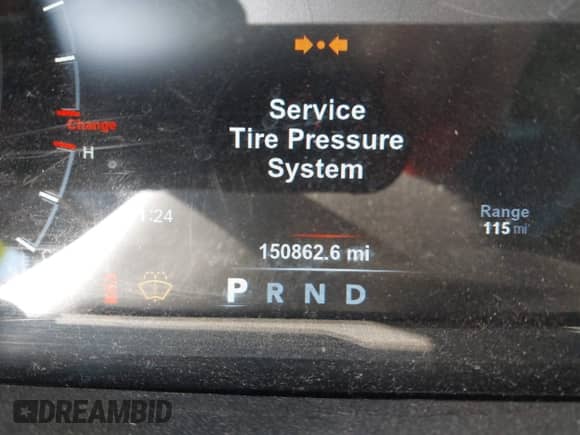 Service
Tire Pressure
System
Change
H
1:24
Range
115 mi
150862.6 mi
C
P R N D
DREAMBID